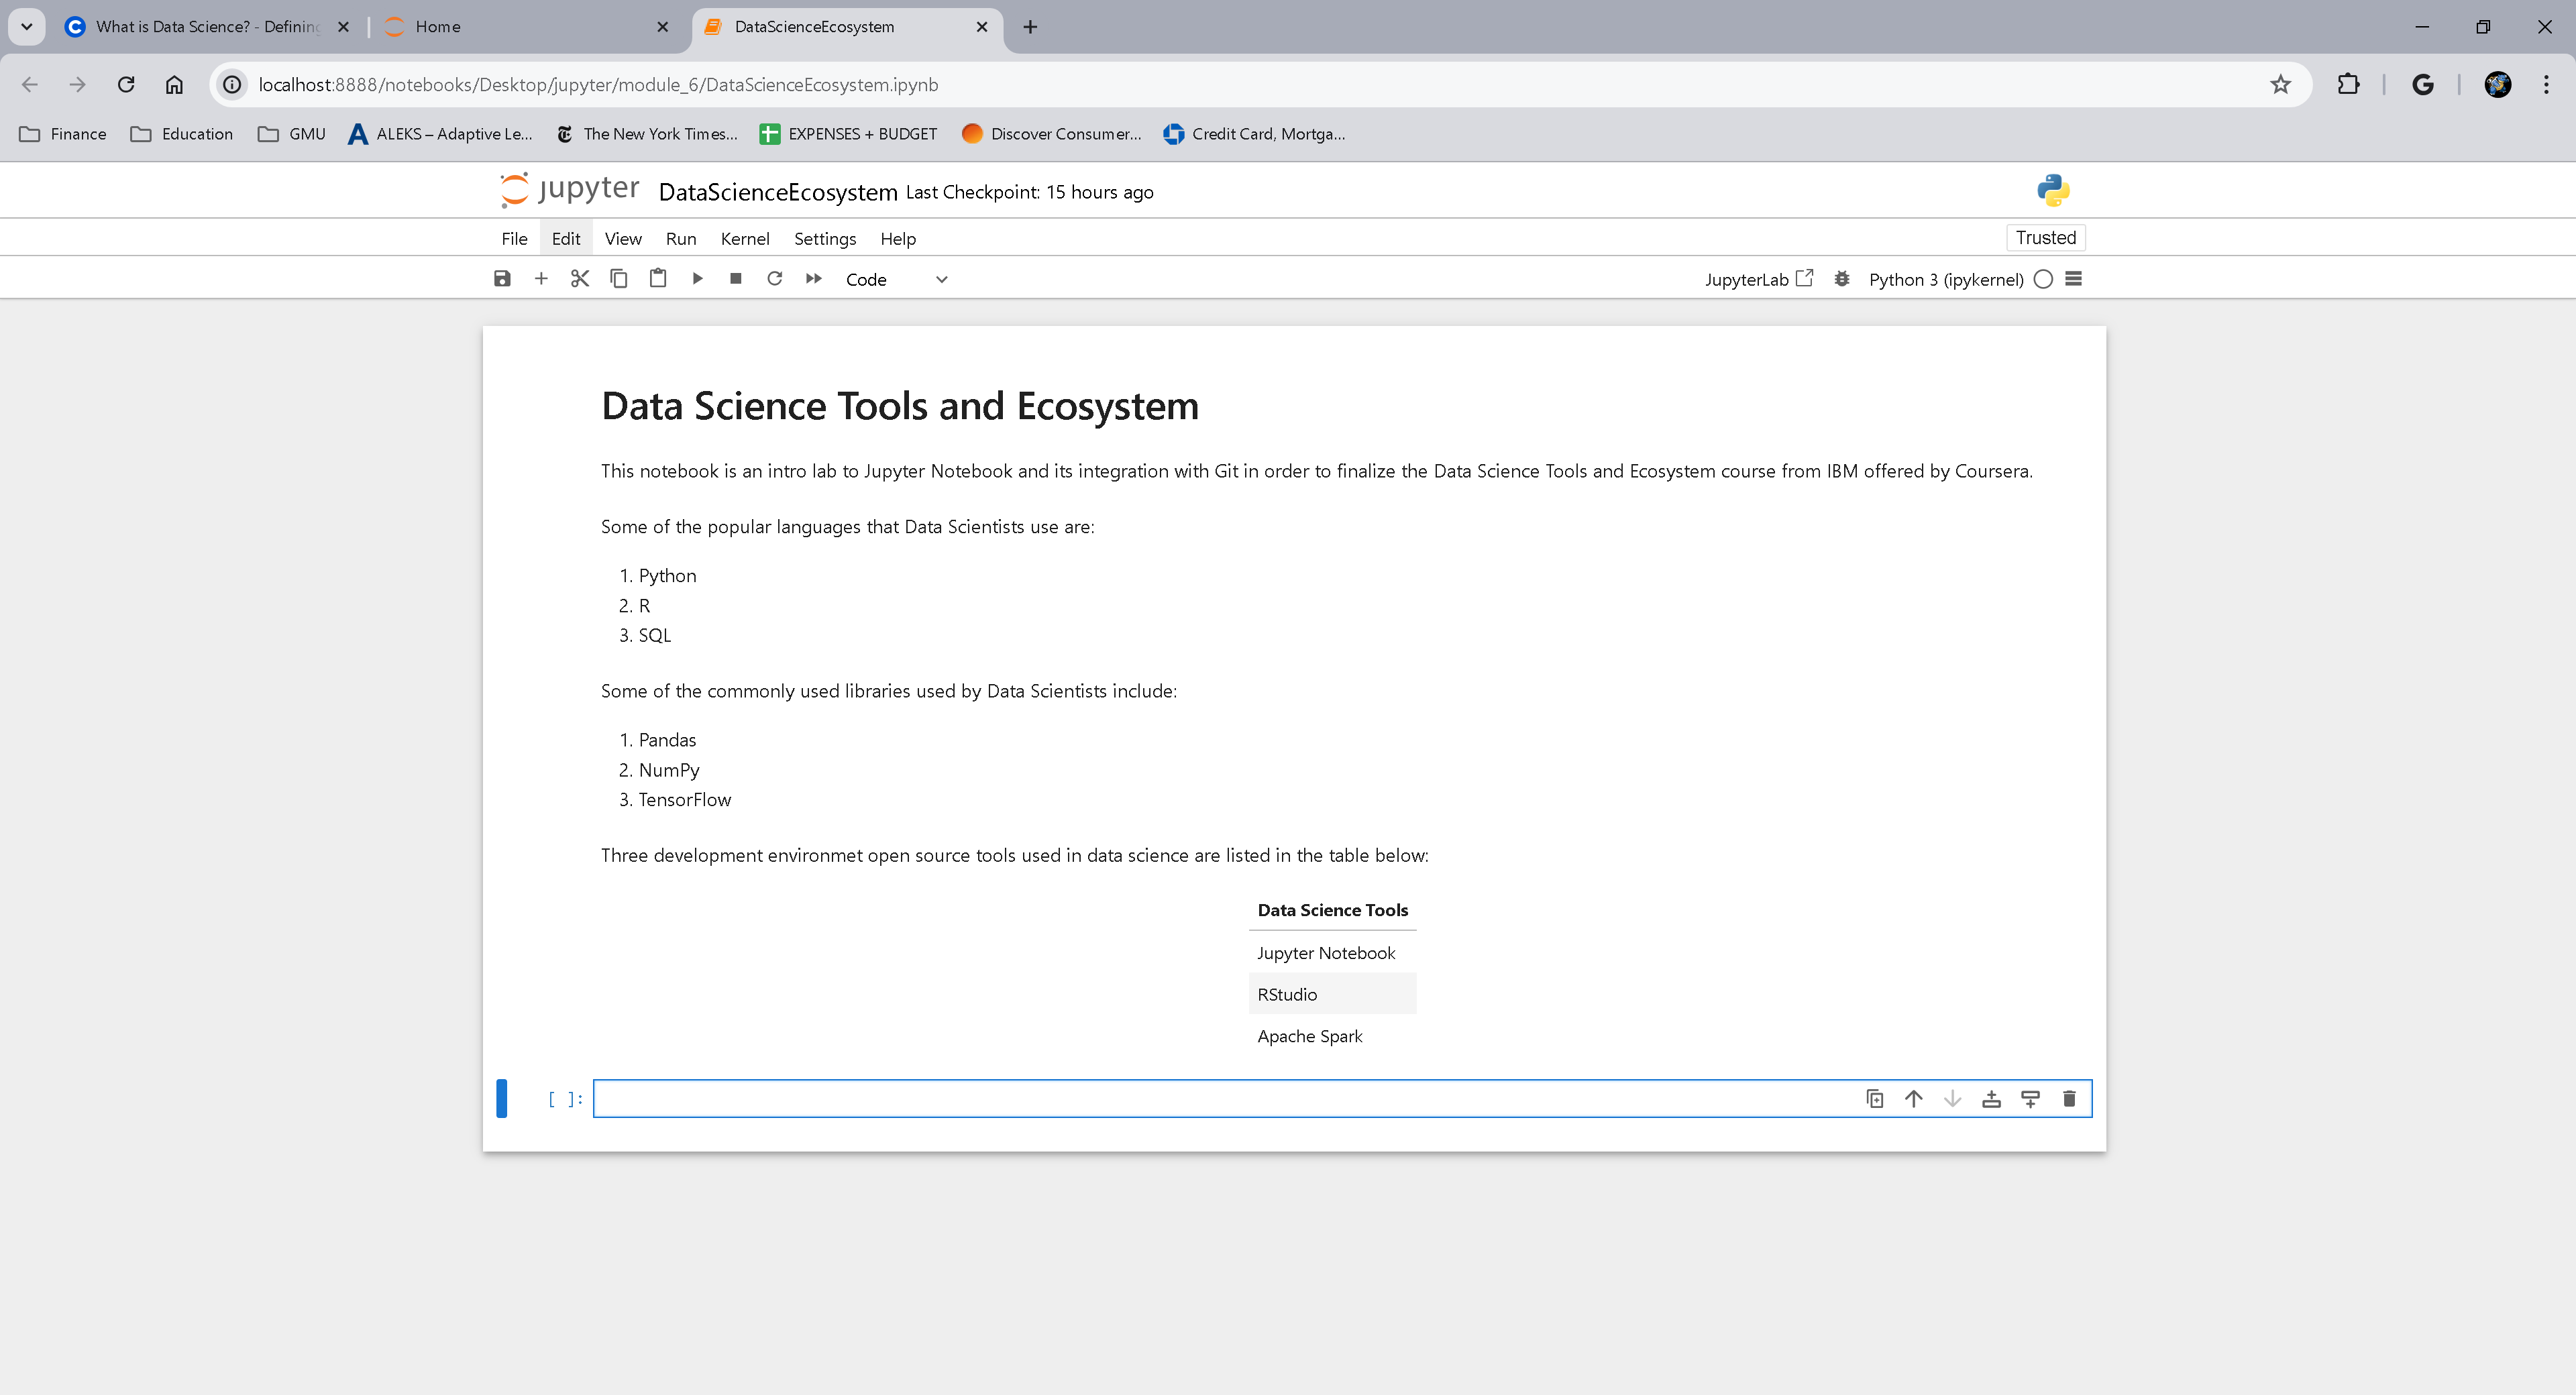 What is Data Science? - Defining
Home
DataScienceEcosystem
localhost:8888/notebooks/Desktop/jupyter/module_6/DataScienceEcosystem.ipynb
Finance
Education
GMU
ALEKS – Adaptive Le...
The New York Times...
EXPENSES + BUDGET
Discover Consumer...
Credit Card, Mortga...
jupyter DataScienceEcosystem Last Checkpoint: 15 hours ago
File Edit View Run Kernel Settings Help
Trusted
Code
JupyterLab
Python 3 (ipykernel)
Data Science Tools and Ecosystem
This notebook is an intro lab to Jupyter Notebook and its integration with Git in order to finalize the Data Science Tools and Ecosystem course from IBM offered by Coursera.
Some of the popular languages that Data Scientists use are:
1. Python
2. R
3. SQL
Some of the commonly used libraries used by Data Scientists include:
1. Pandas
2. NumPy
3. TensorFlow
Three development environmet open source tools used in data science are listed in the table below:
Data Science Tools
Jupyter Notebook
RStudio
Apache Spark
[ ]: